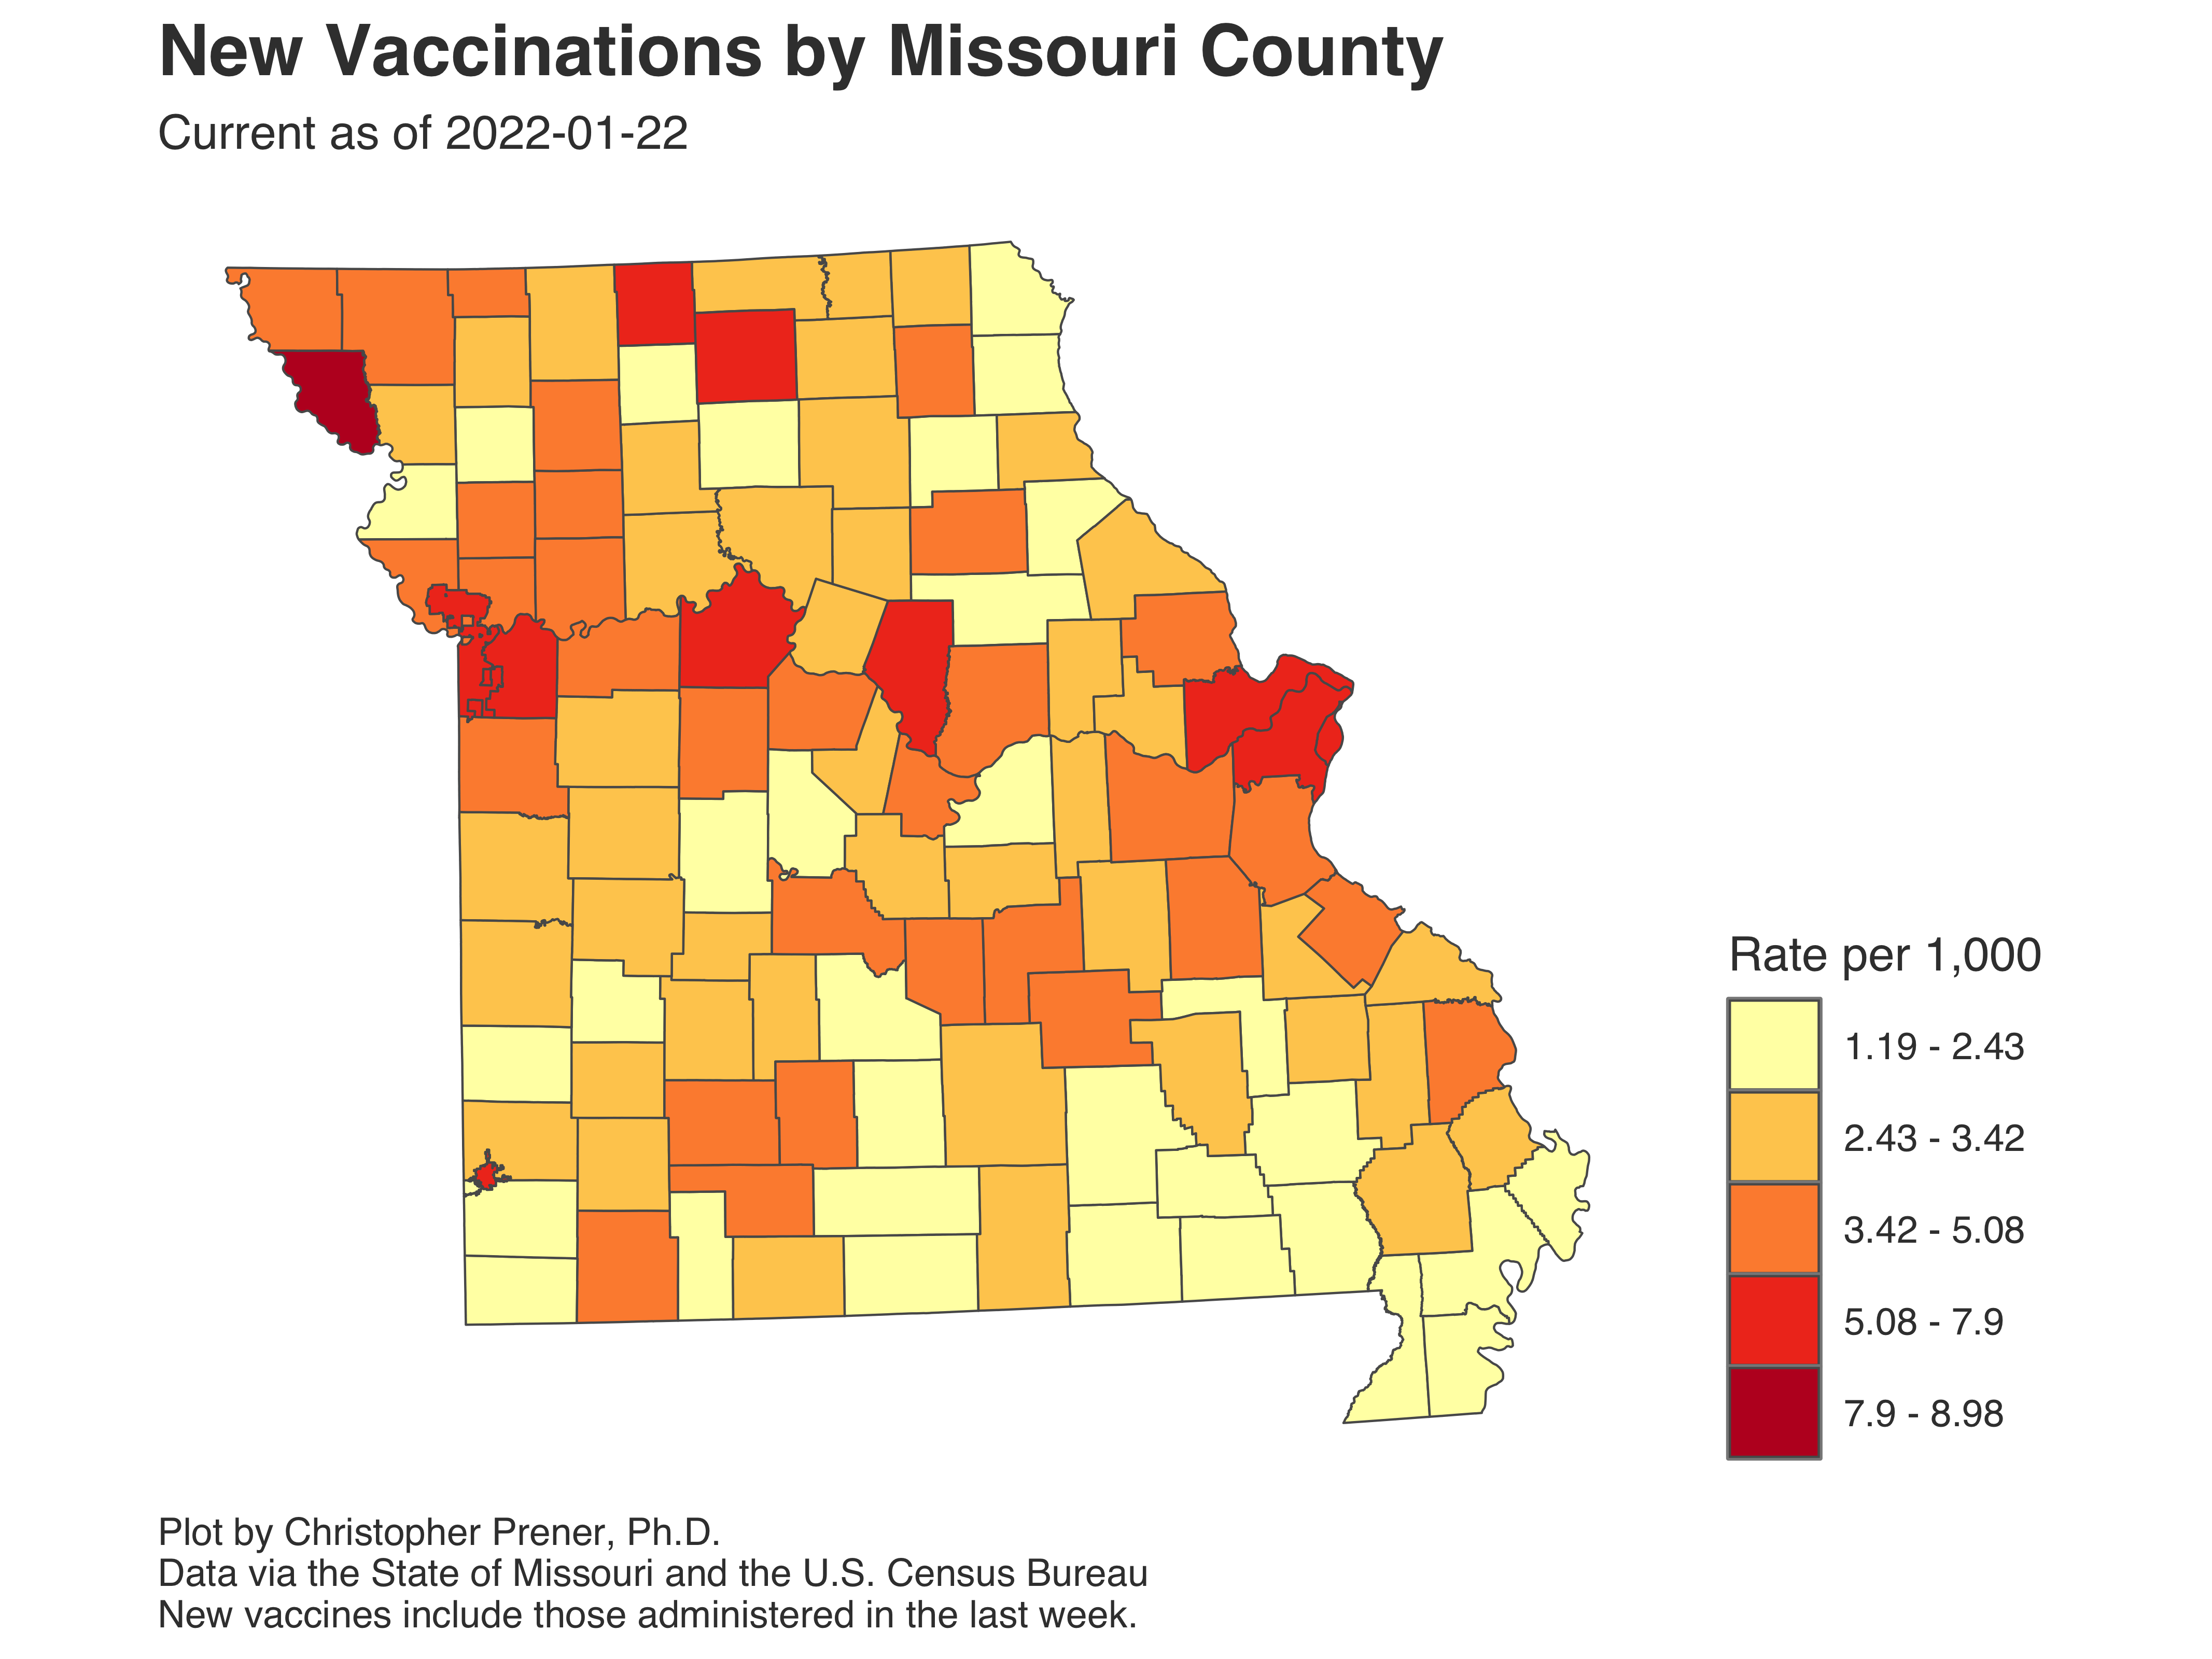 New Vaccinations by Missouri County
Current as of 2022-01-22
Rate per 1,000
1.19 - 2.43
2.43 - 3.42
3.42 - 5.08
5.08 - 7.9
7.9 - 8.98
Plot by Christopher Prener, Ph.D.
Data via the State of Missouri and the U.S. Census Bureau
New vaccines include those administered in the last week.